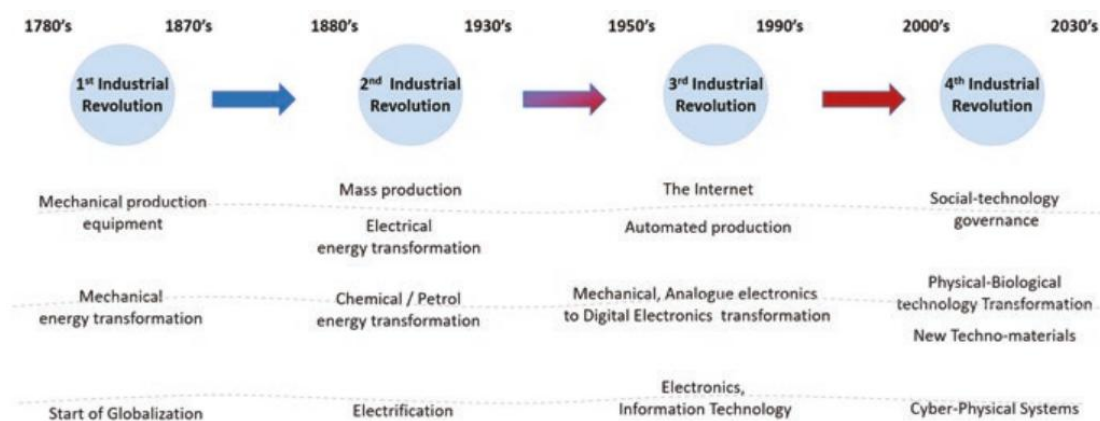 1780's 1870's 1880's 1930's 1950's 1990's 2000's 2030's
1st Industrial
Revolution
2nd Industrial
Revolution
3rd Industrial
Revolution
4th Industrial
Revolution
Mechanical production
equipment
Mass production
Electrical
energy transformation
The Internet
Automated production
Social-technology
governance
Mechanical
energy transformation
Chemical / Petrol
energy transformation
Mechanical, Analogue electronics
to Digital Electronics transformation
Physical-Biological
technology Transformation
New Techno-materials
Start of Globalization
Electrification
Electronics,
Information Technology
Cyber-Physical Systems